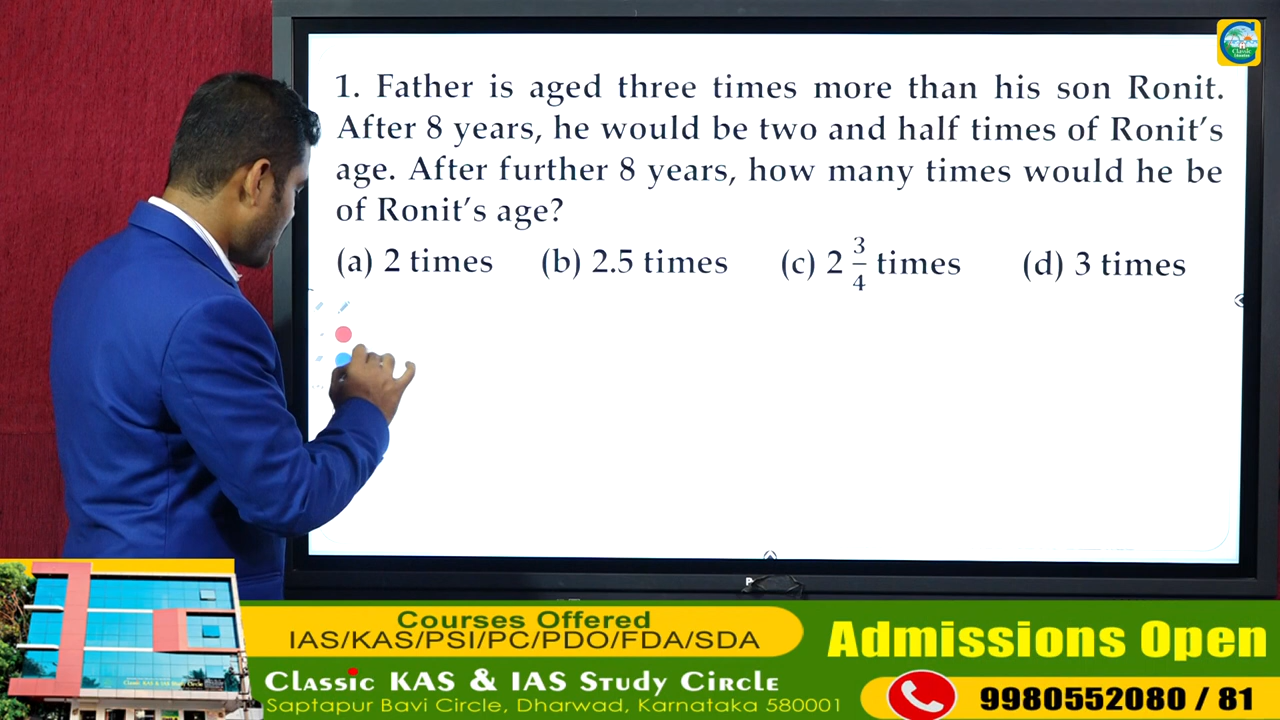 1. Father is aged three times more than his son Ronit.
After 8 years, he would be two and half times of Ronit's
age. After further 8 years, how many times would he be
of Ronit's age?
(a) 2 times (b) 2.5 times (c) 2 3/4 times (d) 3 times
Courses Offered
IAS/KAS/PSI/PC/PDO/FDA/SDA
Classic KAS & IAS Study Circle
Saptapur Bavi Circle, Dharwad, Karnataka 580001
Admissions Open
9980552080 / 81